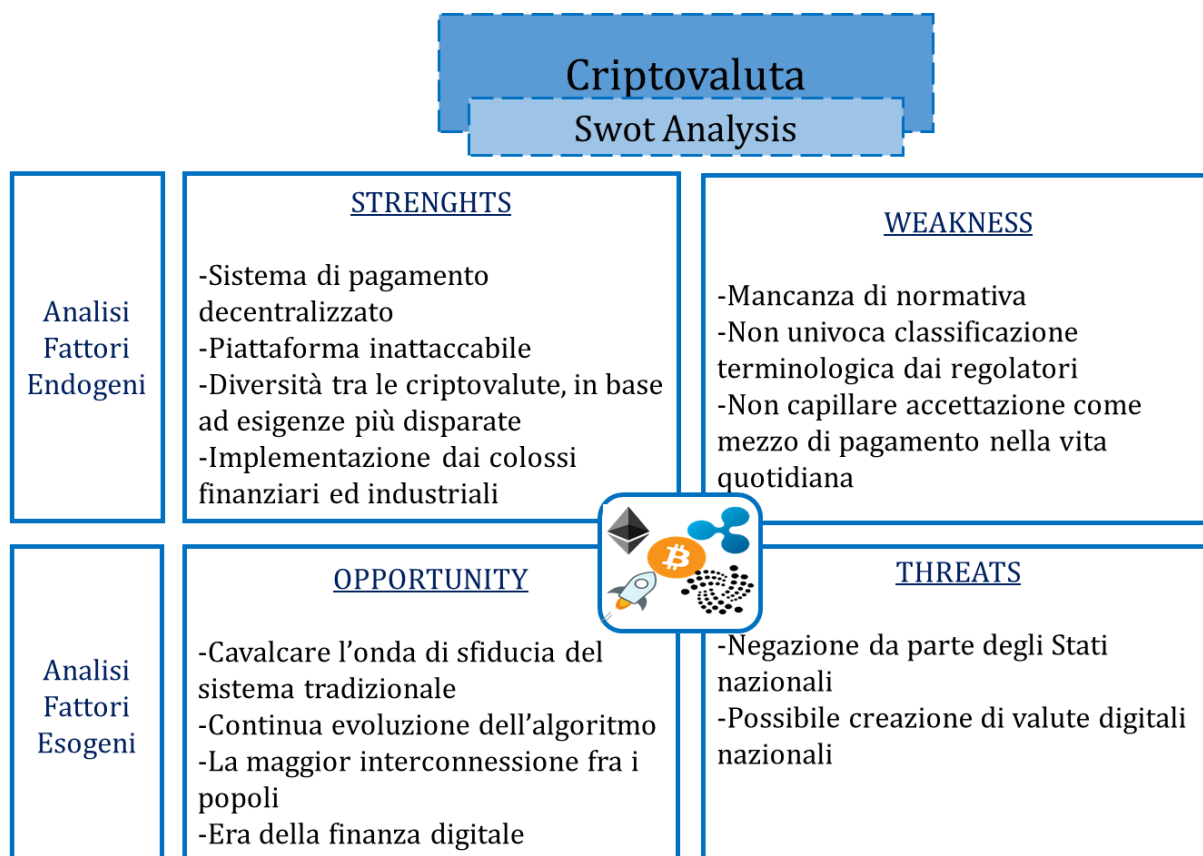 Criptovaluta
Swot Analysis
Analisi
Fattori
Endogeni
STRENGHTS
-Sistema di pagamento
decentralizzato
-Piattaforma inattaccabile
-Diversità tra le criptovalute, in base
ad esigenze più disparate
-Implementazione dai colossi
finanziari ed industriali
WEAKNESS
-Mancanza di normativa
-Non univoca classificazione
terminologica dai regolatori
-Non capillare accettazione come
mezzo di pagamento nella vita
quotidiana
Analisi
Fattori
Esogeni
OPPORTUNITY
-Cavalcare l’onda di sfiducia del
sistema tradizionale
-Continua evoluzione dell’algoritmo
-La maggior interconnessione fra i
popoli
-Era della finanza digitale
THREATS
-Negazione da parte degli Stati
nazionali
-Possibile creazione di valute digitali
nazionali